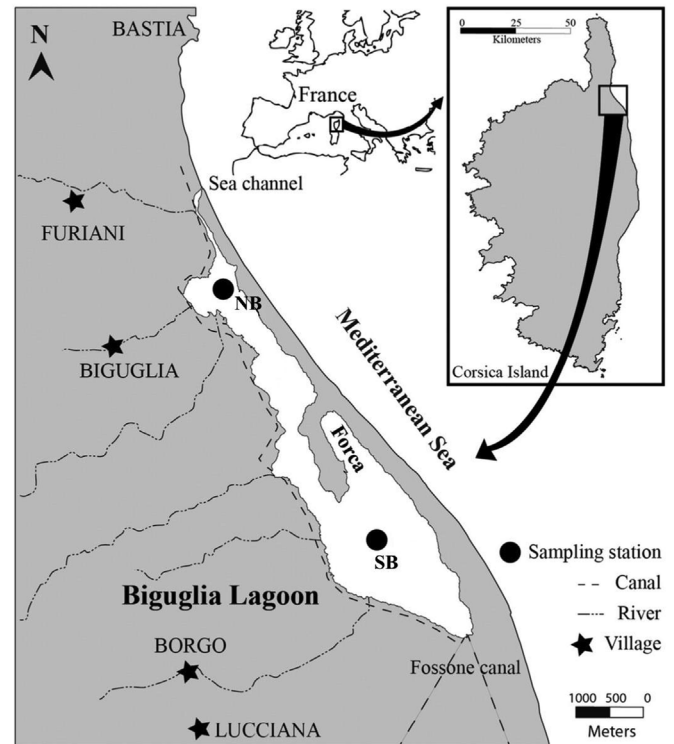 N
BASTIA
France
Sea channel
FURIANI
NB
BIGUGLIA
Mediterranean Sea
Forca
SB
Biguglia Lagoon
BORGO
LUCCIANA
Fossone canal
0 25 50
Kilometers
Corsica Island
Sampling station
Canal
River
Village
1000 500 0
Meters